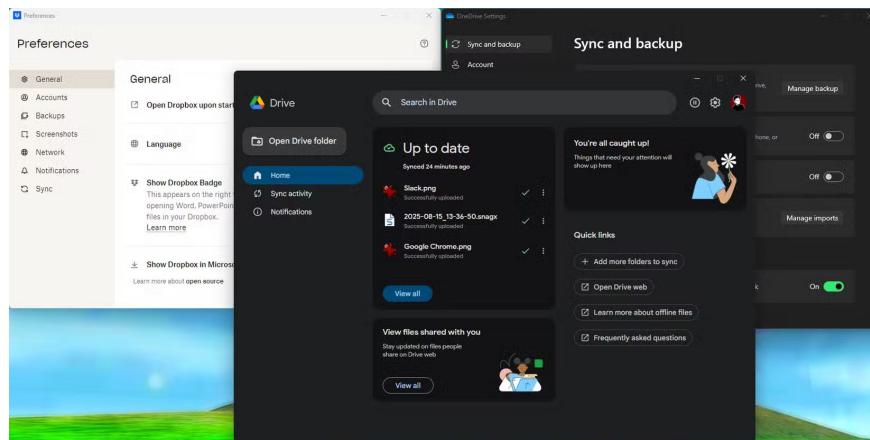 Preferences
Preferences
General
Accounts
Backups
Screenshots
Network
Notifications
Sync
General
Open Dropbox upon start
Language
Show Dropbox Badge
This appears on the right
opening Word, PowerPoin
files in your Dropbox.
Learn more
Show Dropbox in Microso
Learn more about open source
OneDrive Settings
Sync and backup
Account
Sync and backup
Manage backup
phone, or
Off
Off
Manage imports
On
Drive
Search in Drive
Open Drive folder
Home
Sync activity
Notifications
Up to date
Synced 24 minutes ago
Slack.png
Successfully uploaded
2025-08-15_13-36-50.snagx
Successfully uploaded
Google Chrome.png
Successfully uploaded
View all
View files shared with you
Stay updated on files people
share on Drive web
View all
You're all caught up!
Things that need your attention will
show up here
Quick links
Add more folders to sync
Open Drive web
Learn more about offline files
Frequently asked questions